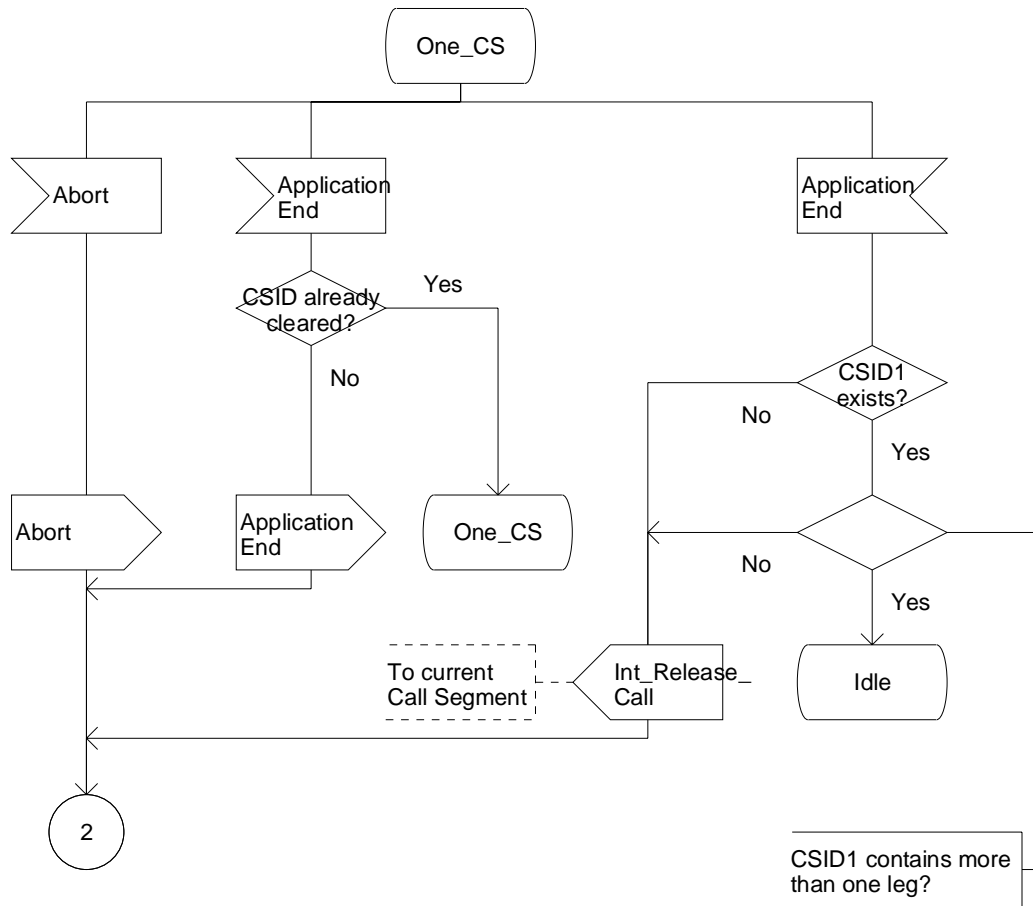 One_CS
Abort
Application
End
Application
End
CSID already
cleared?
Yes
No
CSID1
exists?
No
Yes
Abort
Application
End
One_CS
No
Yes
To current
Call Segment
Int_Release_
Call
Idle
2
CSID1 contains more
than one leg?